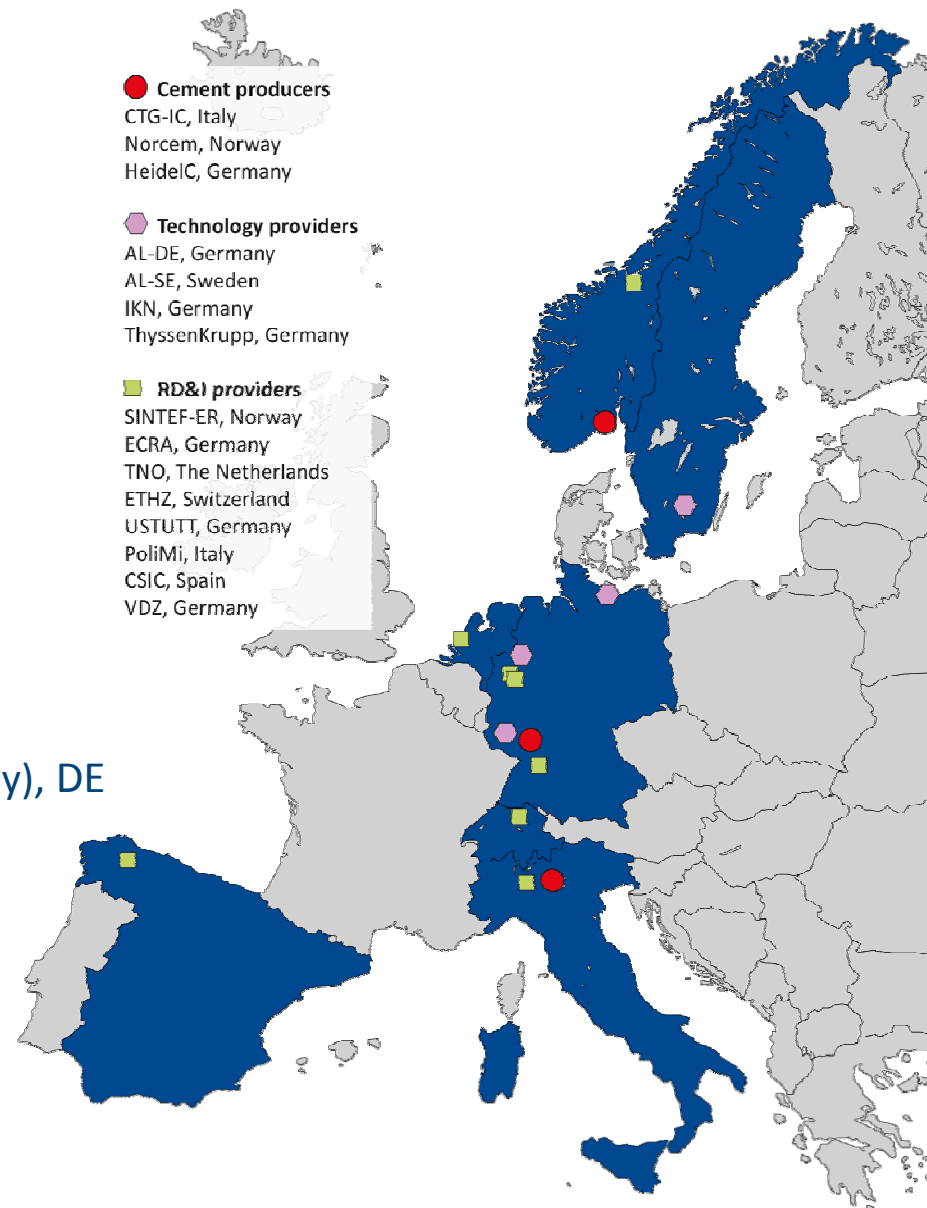 Cement producers
CTG-IC, Italy
Norcem, Norway
HeidelC, Germany
Technology providers
AL-DE, Germany
AL-SE, Sweden
IKN, Germany
ThyssenKrupp, Germany
RD&I providers
SINTEF-ER, Norway
ECRA, Germany
TNO, The Netherlands
ETHZ, Switzerland
USTUTT, Germany
PoliMi, Italy
CSIC, Spain
VDZ, Germany
y), DE